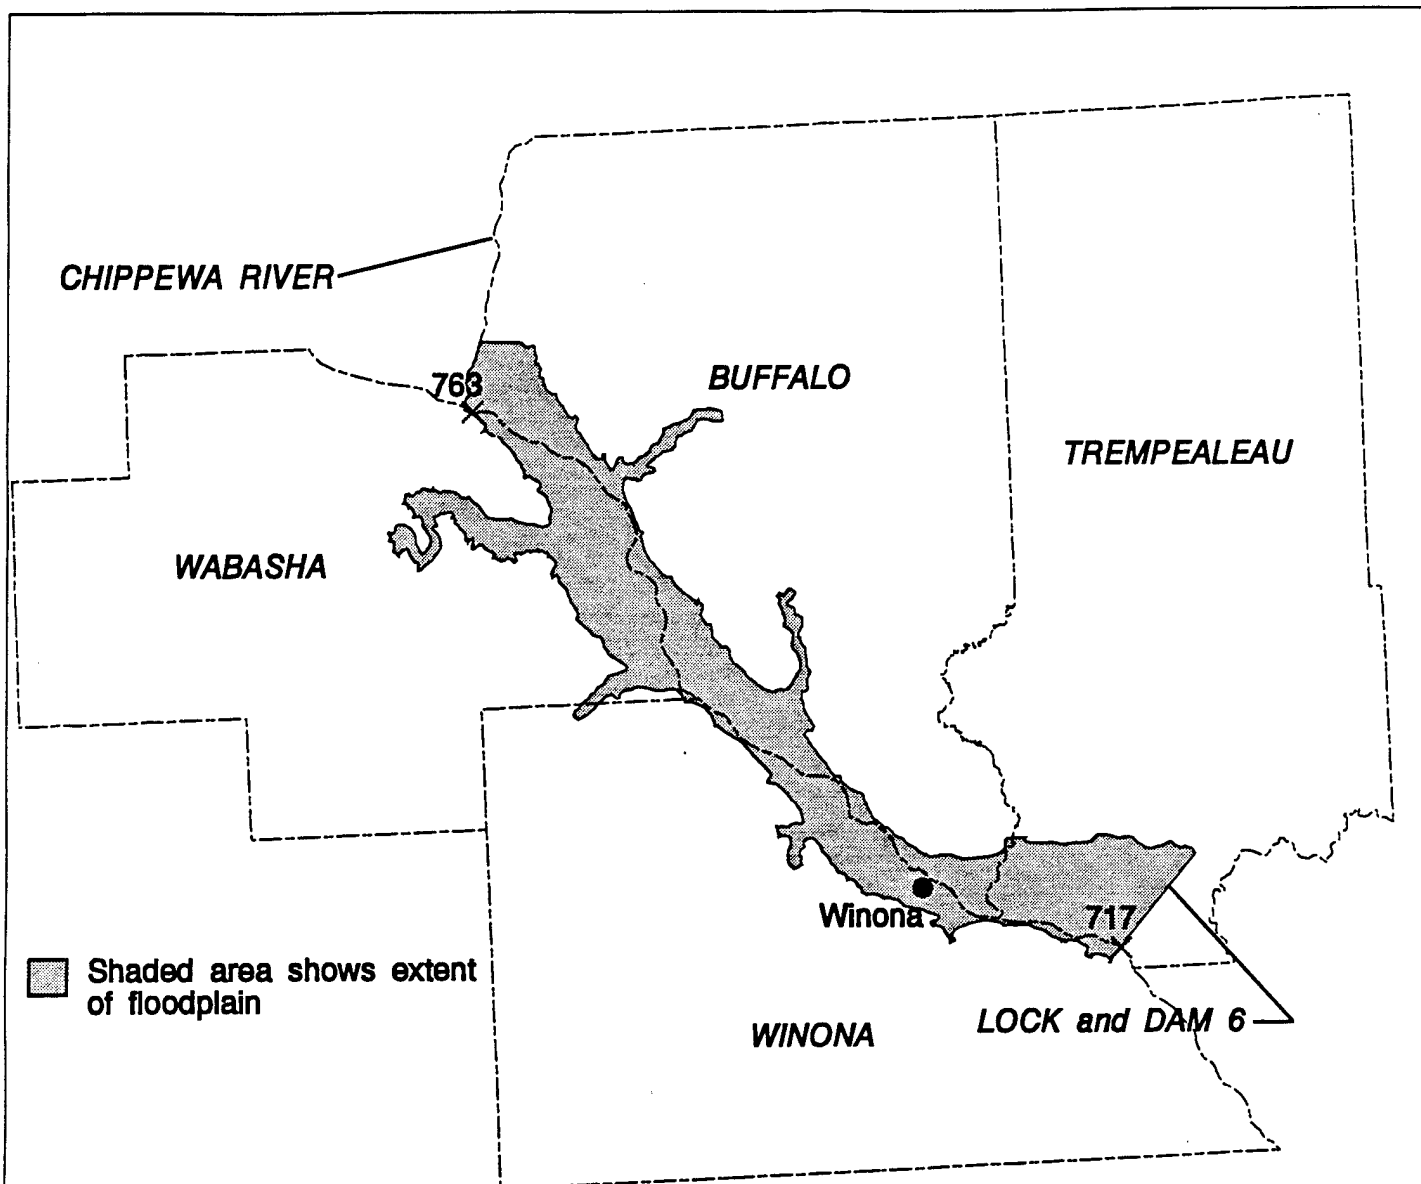 CHIPPEWA RIVER
763
BUFFALO
TREMPEALEAU
WABASHA
Winona
717
Shaded area shows extent
of floodplain
LOCK and DAM 6
WINONA